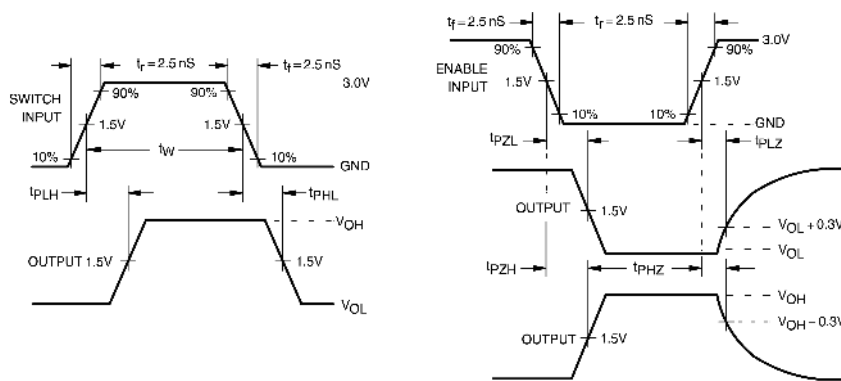 tr=2.5 nS
tf=2.5 nS
3.0V
SWITCH
INPUT
90%
90%
1.5V
1.5V
tW
10%
10%
GND
tPLH
tPHL
VOH
OUTPUT
1.5V
1.5V
VOL
tf=2.5 nS
tr=2.5 nS
3.0V
90%
90%
ENABLE
INPUT
1.5V
1.5V
10%
10%
GND
tPZL
tPLZ
OUTPUT
1.5V
VOL+0.3V
VOL
tPZH
tPHZ
VOH
VOH−0.3V
OUTPUT
1.5V